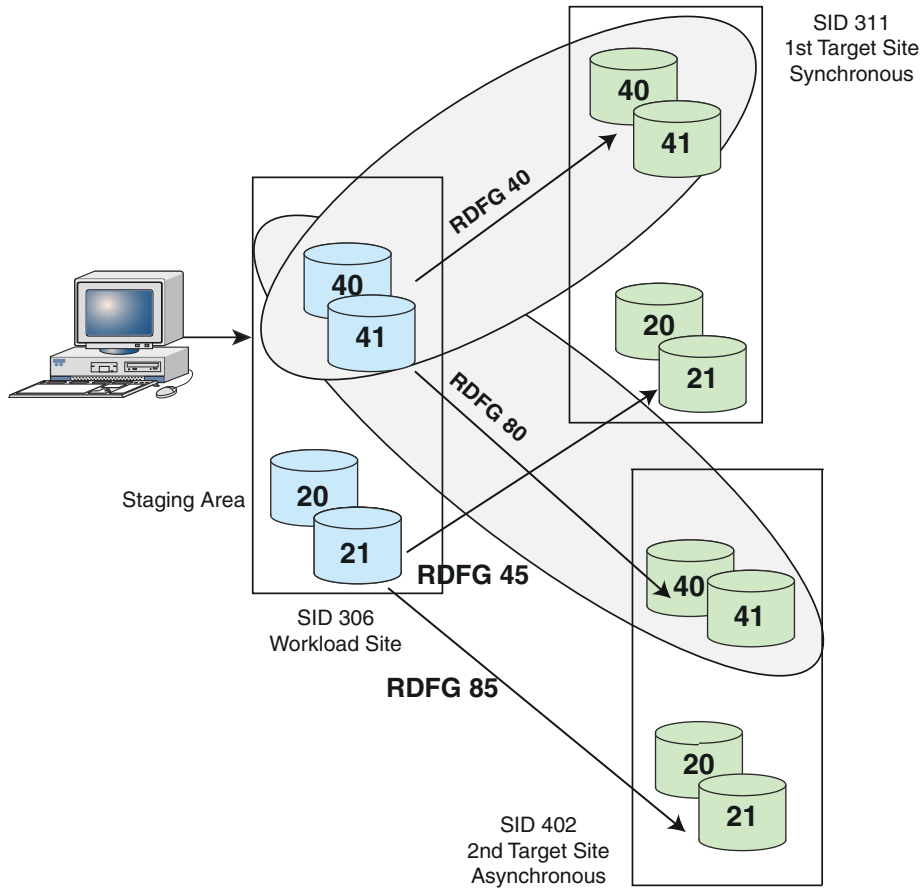 SID 311
1st Target Site
Synchronous
40
41
RDFG 40
40
41
20
21
RDFG 80
Staging Area
20
21
RDFG 45
SID 306
Workload Site
40
41
RDFG 85
20
21
SID 402
2nd Target Site
Asynchronous